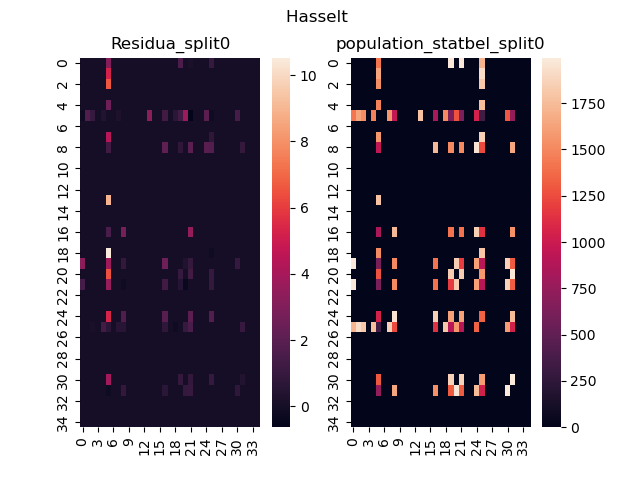 Hasselt
Residua_split0 population_statbel_split0
0 2 4 6 8 10 12 14 16 18 20 22 24 26 28 30 32 34
0 3 6 9 12 15 18 21 24 27 30 33
10 8 6 4 2 0
0 2 4 6 8 10 12 14 16 18 20 22 24 26 28 30 32 34
0 3 6 9 12 15 18 21 24 27 30 33
1750 1500 1250 1000 750 500 250 0